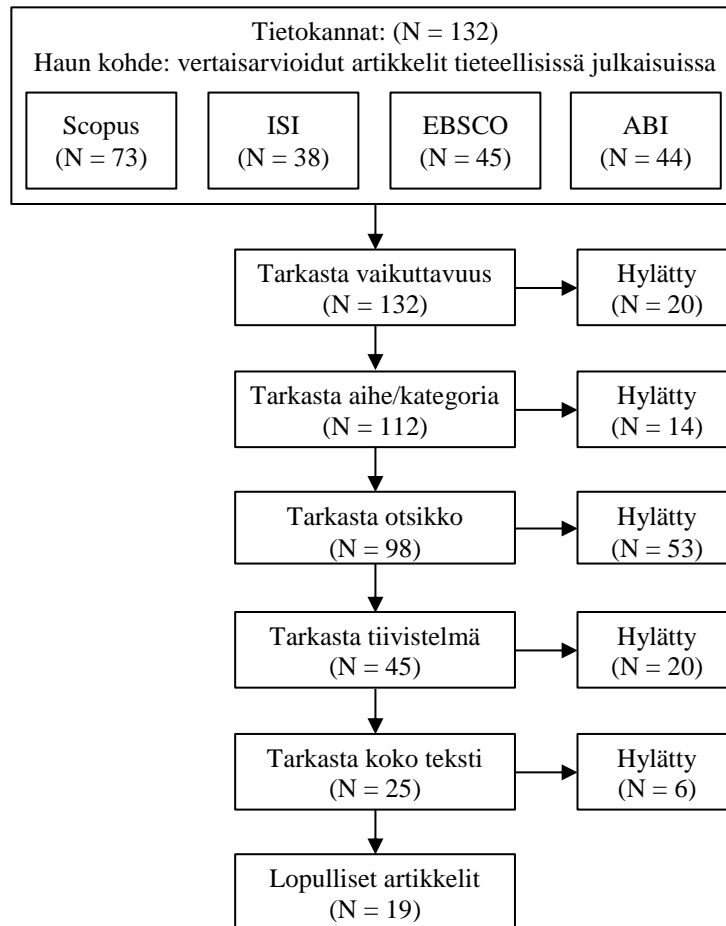 Tietokannat: (N = 132)
Haun kohde: vertaisarvioidut artikkelit tieteellisissä julkaisuissa
Scopus
(N = 73)
ISI
(N = 38)
EBSCO
(N = 45)
ABI
(N = 44)
Tarkasta vaikuttavuus
(N = 132)
Hylätty
(N = 20)
Tarkasta aihe/kategoria
(N = 112)
Hylätty
(N = 14)
Tarkasta otsikko
(N = 98)
Hylätty
(N = 53)
Tarkasta tiivistelmä
(N = 45)
Hylätty
(N = 20)
Tarkasta koko teksti
(N = 25)
Hylätty
(N = 6)
Lopulliset artikkelit
(N = 19)